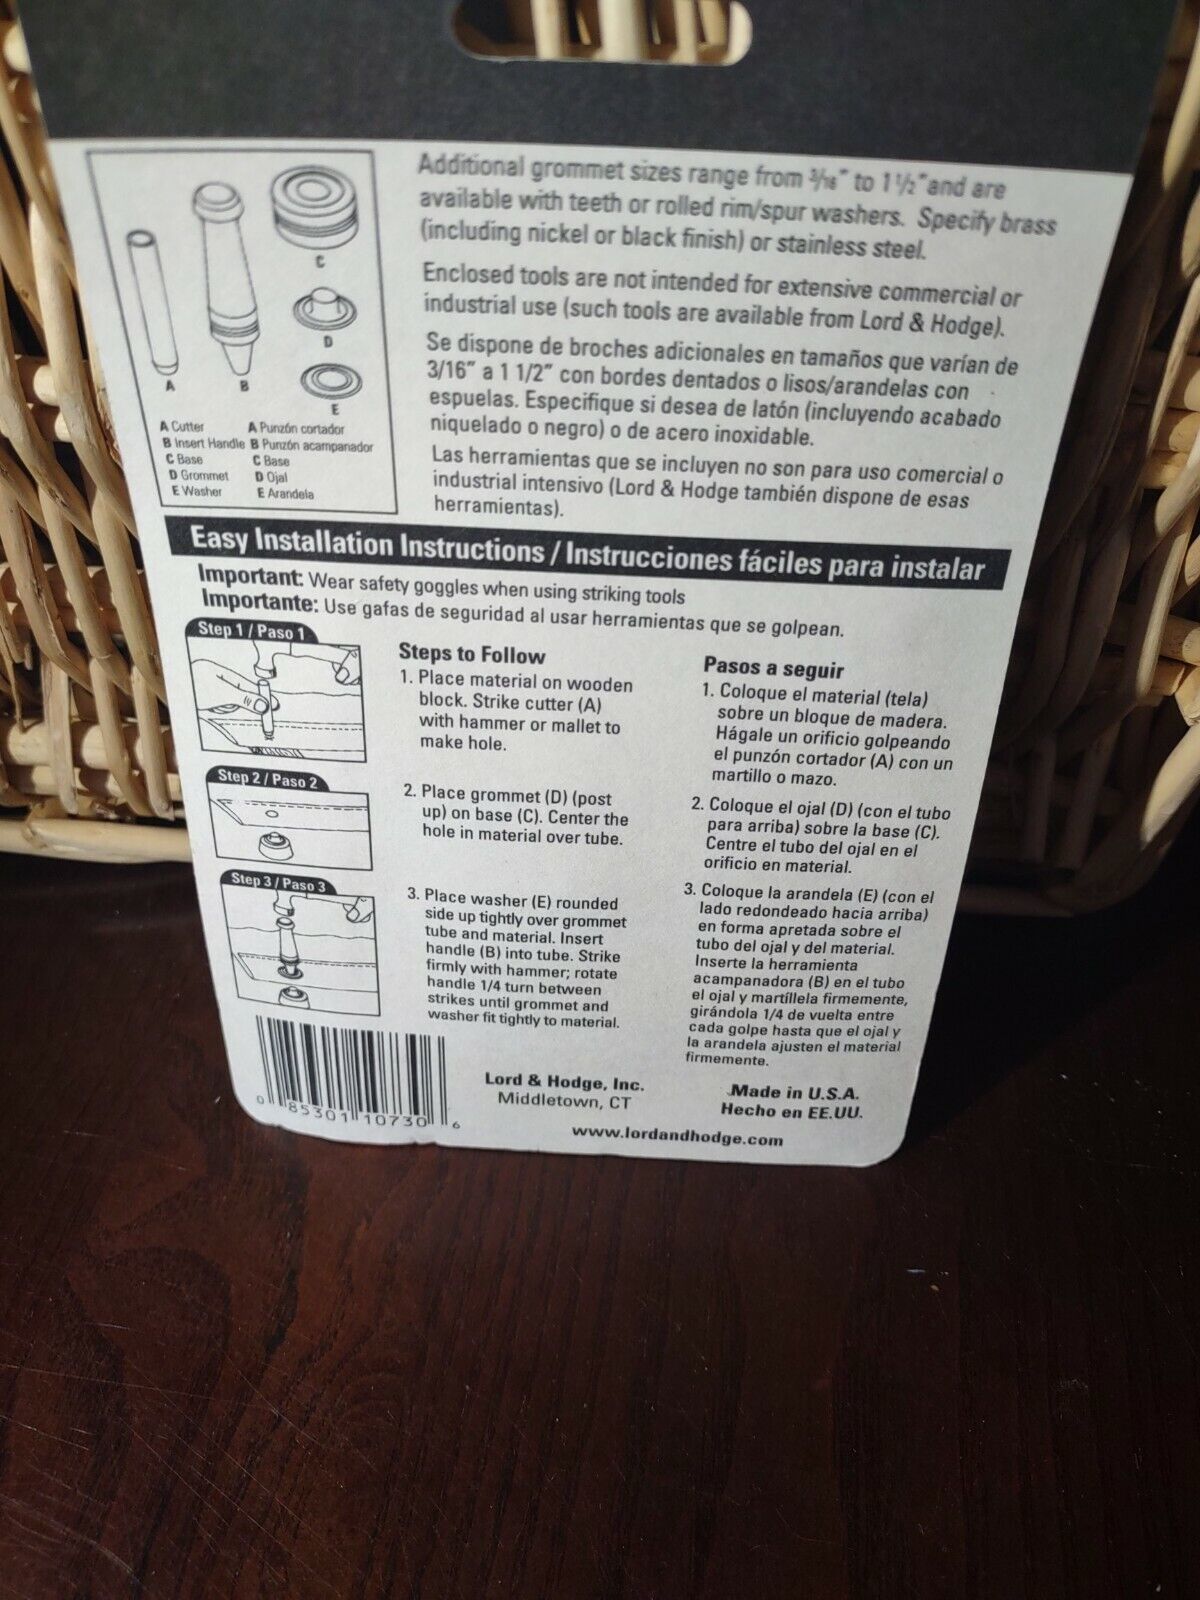 Additional grommet sizes range from 3/16" to 1 1/2" and are
available with teeth or rolled rim/spur washers. Specify brass
(including nickel or black finish) or stainless steel.
Enclosed tools are not intended for extensive commercial or
industrial use (such tools are available from Lord & Hodge).
Se dispone de broches adicionales en tamaños que varían de
3/16" a 1 1/2" con bordes dentados o lisos/arandelas con
espuelas. Especifique si desea de latón (incluyendo acabado
niquelado o negro) o de acero inoxidable.
Las herramientas que se incluyen no son para uso comercial o
industrial intensivo (Lord & Hodge también dispone de esas
herramientas).
A
B
C
D
E
A Cutter A Punzón cortador
B Insert Handle B Punzón acampanador
C Base C Base
D Grommet D Ojal
E Washer E Arandela
Easy Installation Instructions / Instrucciones fáciles para instalar
Important: Wear safety goggles when using striking tools
Importante: Use gafas de seguridad al usar herramientas que se golpean.
Step 1 / Paso 1
Step 2 / Paso 2
Step 3 / Paso 3
Steps to Follow
1. Place material on wooden
block. Strike cutter (A)
with hammer or mallet to
make hole.
2. Place grommet (D) (post
up) on base (C). Center the
hole in material over tube.
3. Place washer (E) rounded
side up tightly over grommet
tube and material. Insert
handle (B) into tube. Strike
firmly with hammer; rotate
handle 1/4 turn between
strikes until grommet and
washer fit tightly to material.
Pasos a seguir
1. Coloque el material (tela)
sobre un bloque de madera.
Hágale un orificio golpeando
el punzón cortador (A) con un
martillo o mazo.
2. Coloque el ojal (D) (con el tubo
para arriba) sobre la base (C).
Centre el tubo del ojal en el
orificio en material.
3. Coloque la arandela (E) (con el
lado redondeado hacia arriba)
en forma apretada sobre el
tubo del ojal y del material.
Inserte la herramienta
acampanadora (B) en el tubo
el ojal y martíllela firmemente,
girándola 1/4 de vuelta entre
cada golpe hasta que el ojal y
la arandela ajusten el material
firmemente.
0 85301 10730 6
Lord & Hodge, Inc.
Middletown, CT
Made in U.S.A.
Hecho en EE.UU.
www.lordandhodge.com